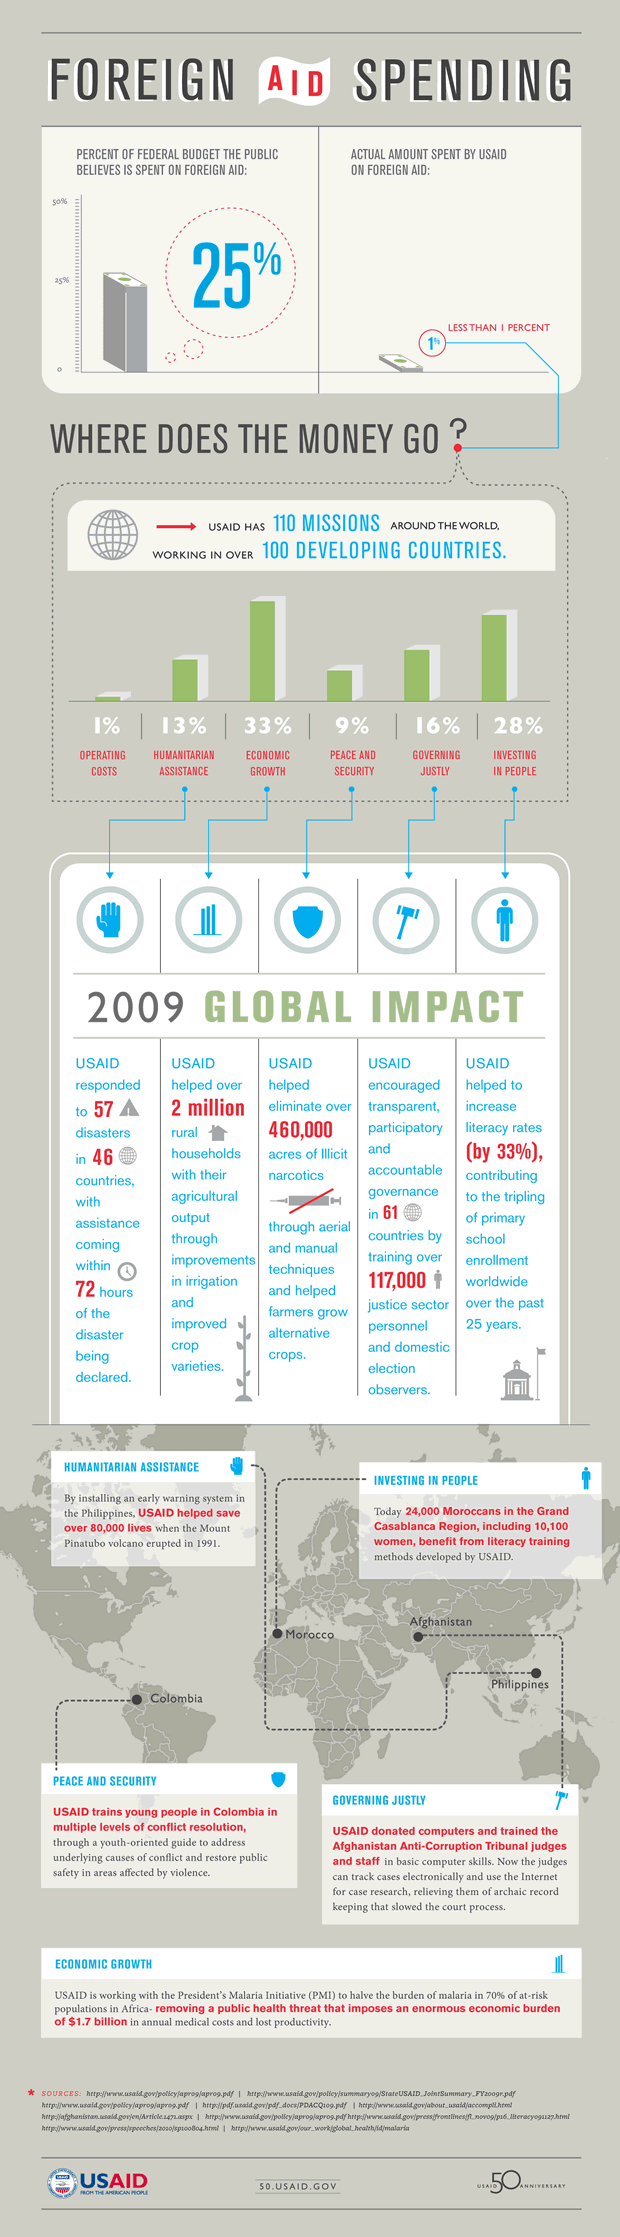 FOREIGN AID SPENDING
PERCENT OF FEDERAL BUDGET THE PUBLIC
BELIEVES IS SPENT ON FOREIGN AID:
50%
25%
0
25%
ACTUAL AMOUNT SPENT BY USAID
ON FOREIGN AID:
LESS THAN 1 PERCENT
1%
WHERE DOES THE MONEY GO ?
USAID HAS 110 MISSIONS AROUND THE WORLD,
WORKING IN OVER 100 DEVELOPING COUNTRIES.
1% 13% 33% 9% 16% 28%
OPERATING
COSTS
HUMANITARIAN
ASSISTANCE
ECONOMIC
GROWTH
PEACE AND
SECURITY
GOVERNING
JUSTLY
INVESTING
IN PEOPLE
2009 GLOBAL IMPACT
USAID
responded
to 57
disasters
in 46
countries,
with
assistance
coming
within
72 hours
of the
disaster
being
declared.
USAID
helped over
2 million
rural
households
with their
agricultural
output
through
improvements
in irrigation
and
improved
crop
varieties.
USAID
helped
eliminate over
460,000
acres of Illicit
narcotics
through aerial
and manual
techniques
and helped
farmers grow
alternative
crops.
USAID
encouraged
transparent,
participatory
and
accountable
governance
in 61
countries by
training over
117,000
justice sector
personnel
and domestic
election
observers.
USAID
helped to
increase
literacy rates
(by 33%),
contributing
to the tripling
of primary
school
enrollment
worldwide
over the past
25 years.
HUMANITARIAN ASSISTANCE
By installing an early warning system in
the Philippines, USAID helped save
over 80,000 lives when the Mount
Pinatubo volcano erupted in 1991.
INVESTING IN PEOPLE
Today 24,000 Moroccans in the Grand
Casablanca Region, including 10,100
women, benefit from literacy training
methods developed by USAID.
Morocco
Afghanistan
Philippines
Colombia
PEACE AND SECURITY
USAID trains young people in Colombia in
multiple levels of conflict resolution,
through a youth-oriented guide to address
underlying causes of conflict and restore public
safety in areas affected by violence.
GOVERNING JUSTLY
USAID donated computers and trained the
Afghanistan Anti-Corruption Tribunal judges
and staff in basic computer skills. Now the judges
can track cases electronically and use the Internet
for case research, relieving them of archaic record
keeping that slowed the court process.
ECONOMIC GROWTH
USAID is working with the President's Malaria Initiative (PMI) to halve the burden of malaria in 70% of at-risk
populations in Africa- removing a public health threat that imposes an enormous economic burden
of $1.7 billion in annual medical costs and lost productivity.
* SOURCES: http://www.usaid.gov/policy/apr09/apr09.pdf | http://www.usaid.gov/policy/summary09/StateUSAID_JointSummary_FY2009r.pdf
http://www.usaid.gov/policy/apr09/apr09.pdf | http://pdf.usaid.gov/pdf_docs/PDACQ109.pdf | http://www.usaid.gov/about_usaid/accompli.html
http://afghanistan.usaid.gov/en/Article.1471.aspx | http://www.usaid.gov/policy/apr09/apr09.pdf http://www.usaid.gov/press/frontlines/fl_nov09/p16_literacy091127.html
http://www.usaid.gov/press/speeches/2010/sp100804.html | http://www.usaid.gov/our_work/global_health/id/malaria
USAID
FROM THE AMERICAN PEOPLE
50.USAID.GOV
USAID 50 ANNIVERSARY